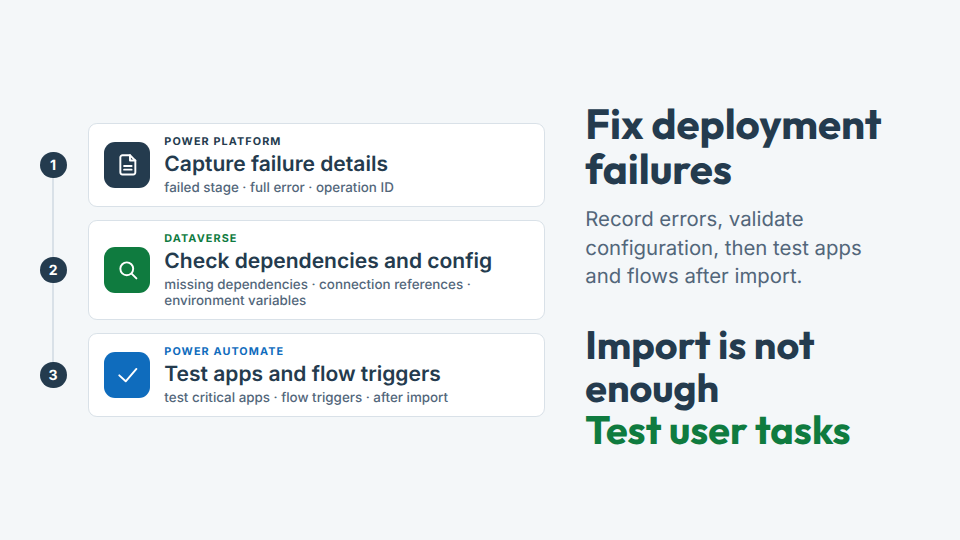 1
POWER PLATFORM
Capture failure details
failed stage · full error · operation ID
2
DATAVERSE
Check dependencies and config
missing dependencies · connection references ·
environment variables
3
POWER AUTOMATE
Test apps and flow triggers
test critical apps · flow triggers · after import
Fix deployment
failures
Record errors, validate
configuration, then test apps
and flows after import.
Import is not
enough
Test user tasks